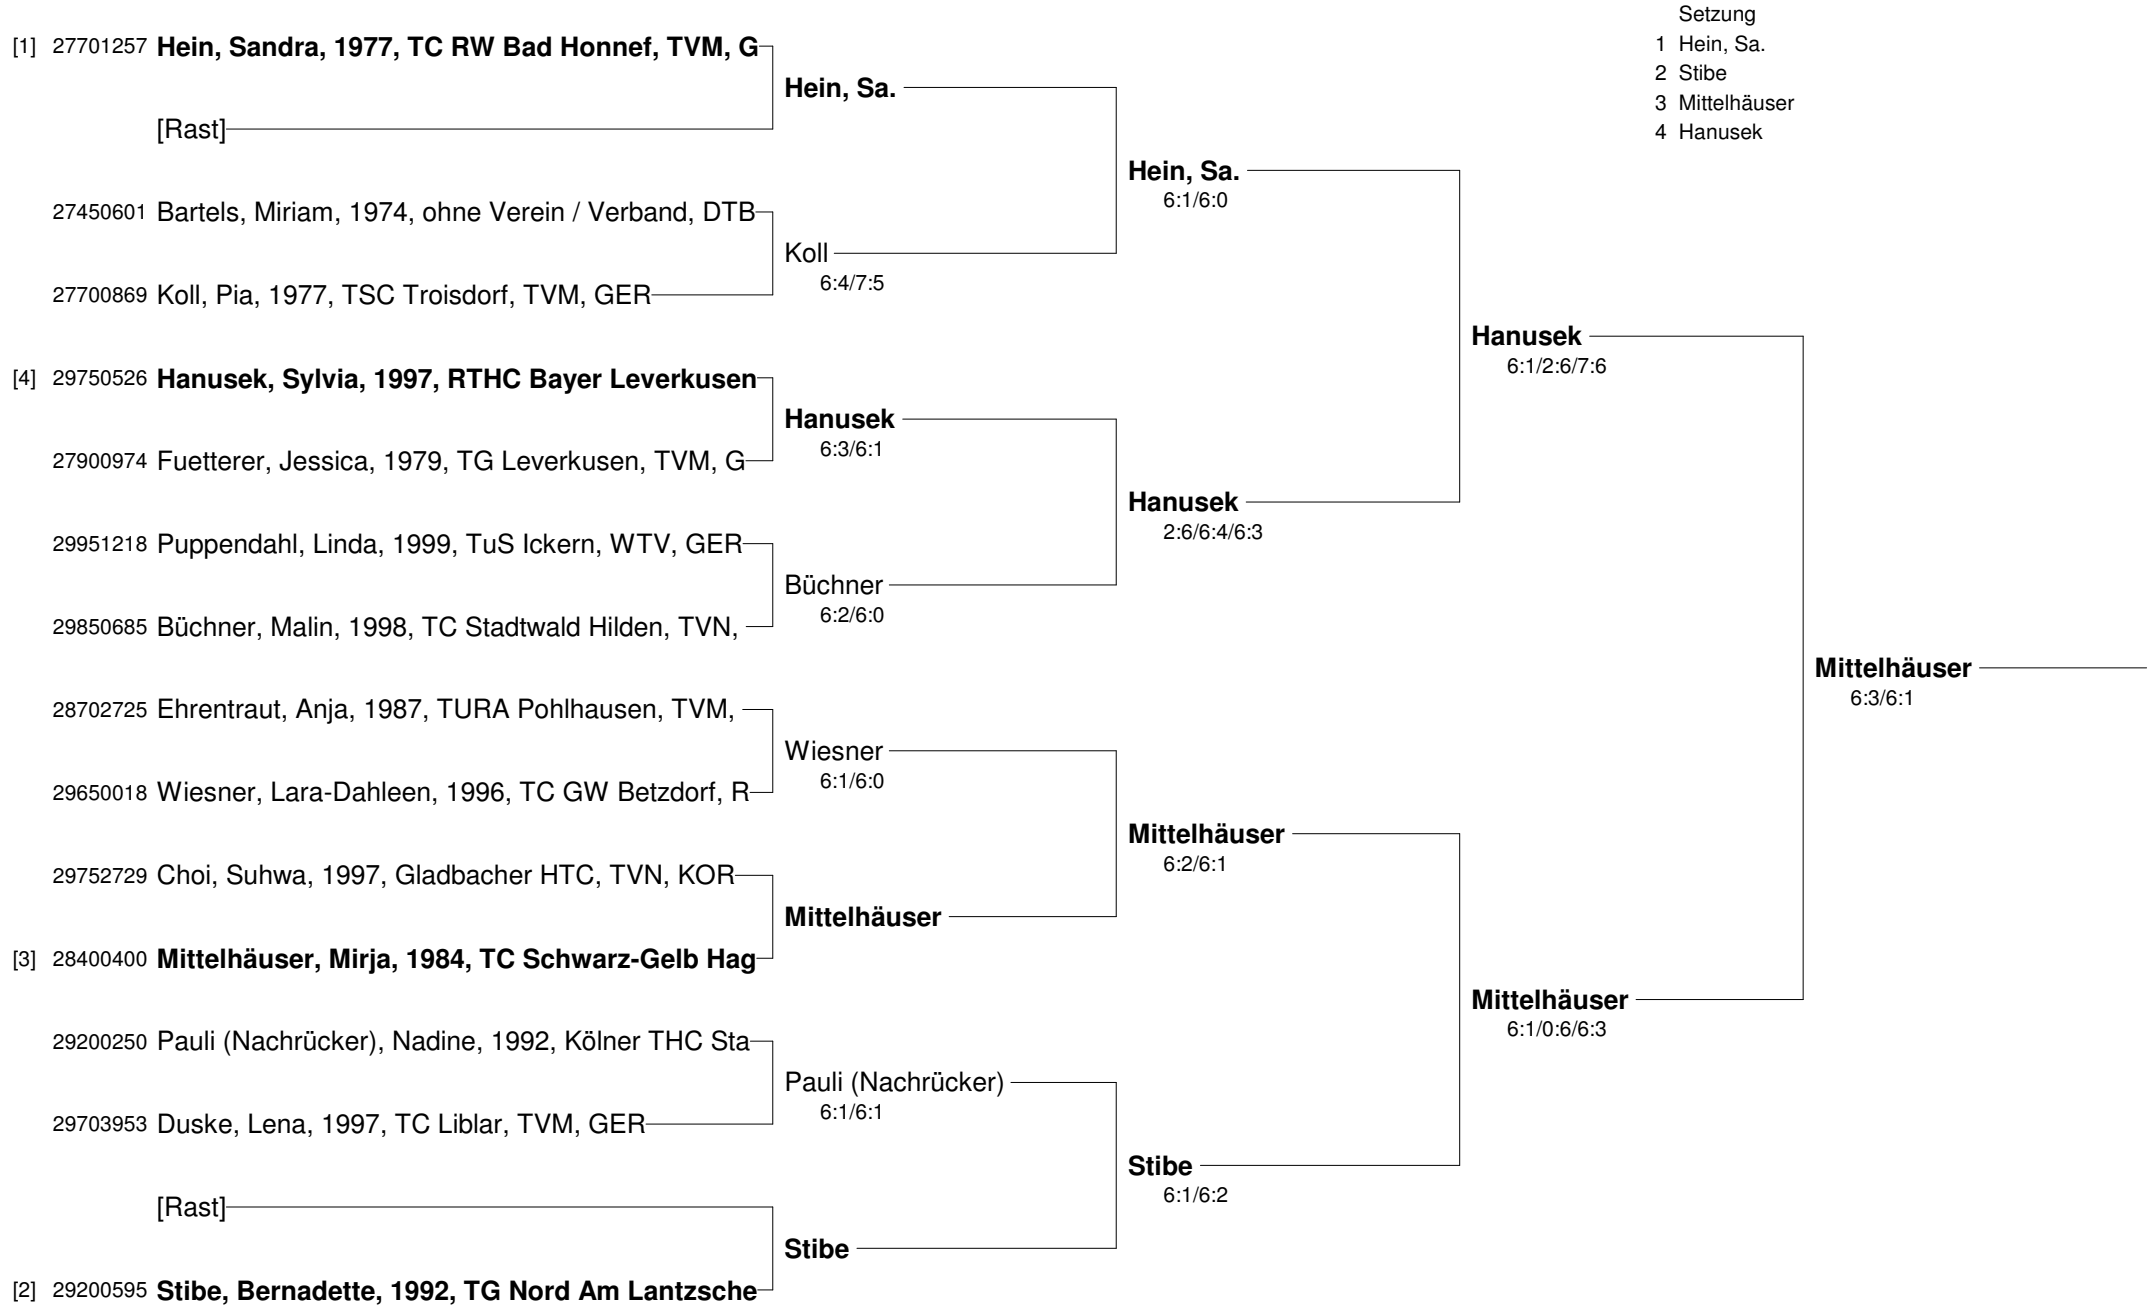 Setzung
1 Hein, Sa.
2 Stibe
3 Mittelhäuser
4 Hanusek
[1] 27701257 Hein, Sandra, 1977, TC RW Bad Honnef, TVM, G
Hein, Sa.
[Rast]
Hein, Sa.
6:1/6:0
27450601 Bartels, Miriam, 1974, ohne Verein / Verband, DTB
Koll
6:4/7:5
27700869 Koll, Pia, 1977, TSC Troisdorf, TVM, GER
Hanusek
6:1/2:6/7:6
[4] 29750526 Hanusek, Sylvia, 1997, RTHC Bayer Leverkusen
Hanusek
6:3/6:1
27900974 Fuetterer, Jessica, 1979, TG Leverkusen, TVM, G
Hanusek
2:6/6:4/6:3
29951218 Puppendahl, Linda, 1999, TuS Ickern, WTV, GER
Büchner
6:2/6:0
29850685 Büchner, Malin, 1998, TC Stadtwald Hilden, TVN,
Mittelhäuser
6:3/6:1
28702725 Ehrentraut, Anja, 1987, TURA Pohlhausen, TVM,
Wiesner
6:1/6:0
29650018 Wiesner, Lara-Dahleen, 1996, TC GW Betzdorf, R
Mittelhäuser
6:2/6:1
29752729 Choi, Suhwa, 1997, Gladbacher HTC, TVN, KOR
Mittelhäuser
[3] 28400400 Mittelhäuser, Mirja, 1984, TC Schwarz-Gelb Hag
Mittelhäuser
6:1/0:6/6:3
29200250 Pauli (Nachrücker), Nadine, 1992, Kölner THC Sta
Pauli (Nachrücker)
6:1/6:1
29703953 Duske, Lena, 1997, TC Liblar, TVM, GER
Stibe
6:1/6:2
[Rast]
Stibe
[2] 29200595 Stibe, Bernadette, 1992, TG Nord Am Lantzsche